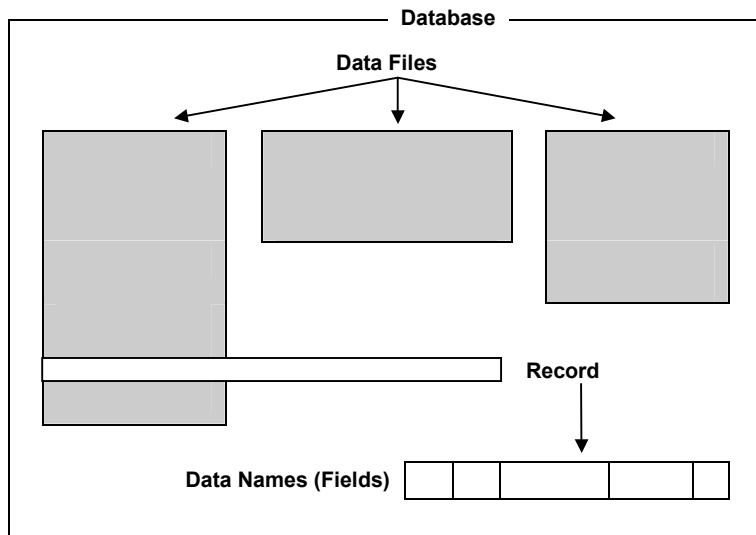 Database
Data Files
Record
Data Names (Fields)